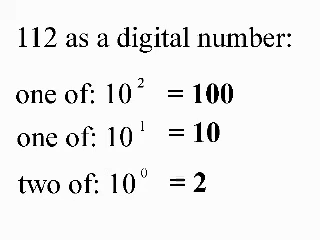 112 as a digital number:
one of: 10² = 100
one of: 10¹ = 10
two of: 10⁰ = 2